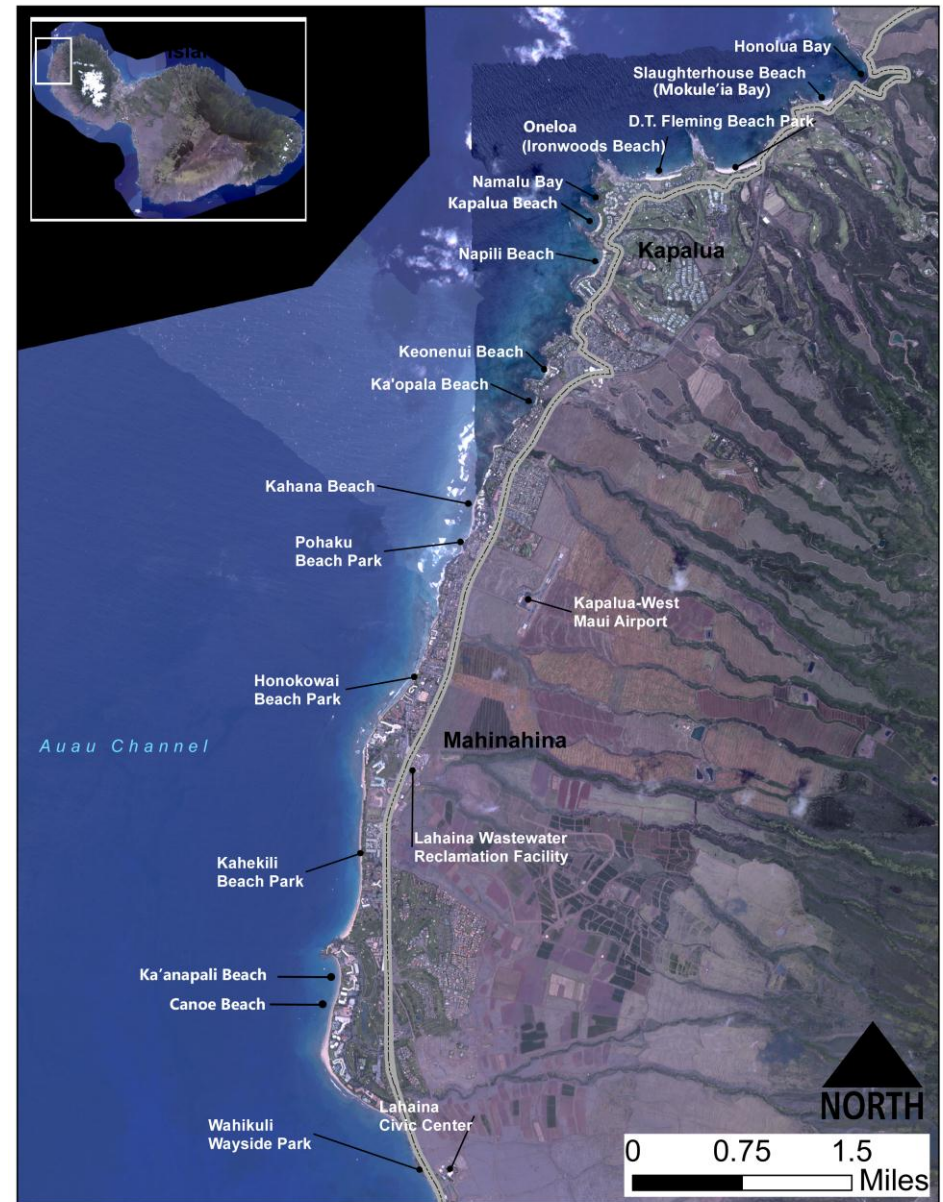 Island
Honolua Bay
Slaughterhouse Beach
(Mokule'ia Bay)
D.T. Fleming Beach Park
Oneloa
(Ironwoods Beach)
Namalu Bay
Kapalua Beach
Kapalua
Napili Beach
Keonenui Beach
Ka'opala Beach
Kahana Beach
Pohaku
Beach Park
Kapalua-West
Maui Airport
Honokowai
Beach Park
Auau Channel
Mahinahina
Lahaina Wastewater
Reclamation Facility
Kahekili
Beach Park
Ka'anapali Beach
Canoe Beach
Lahaina
Civic Center
Wahikuli
Wayside Park
NORTH
0 0.75 1.5
Miles